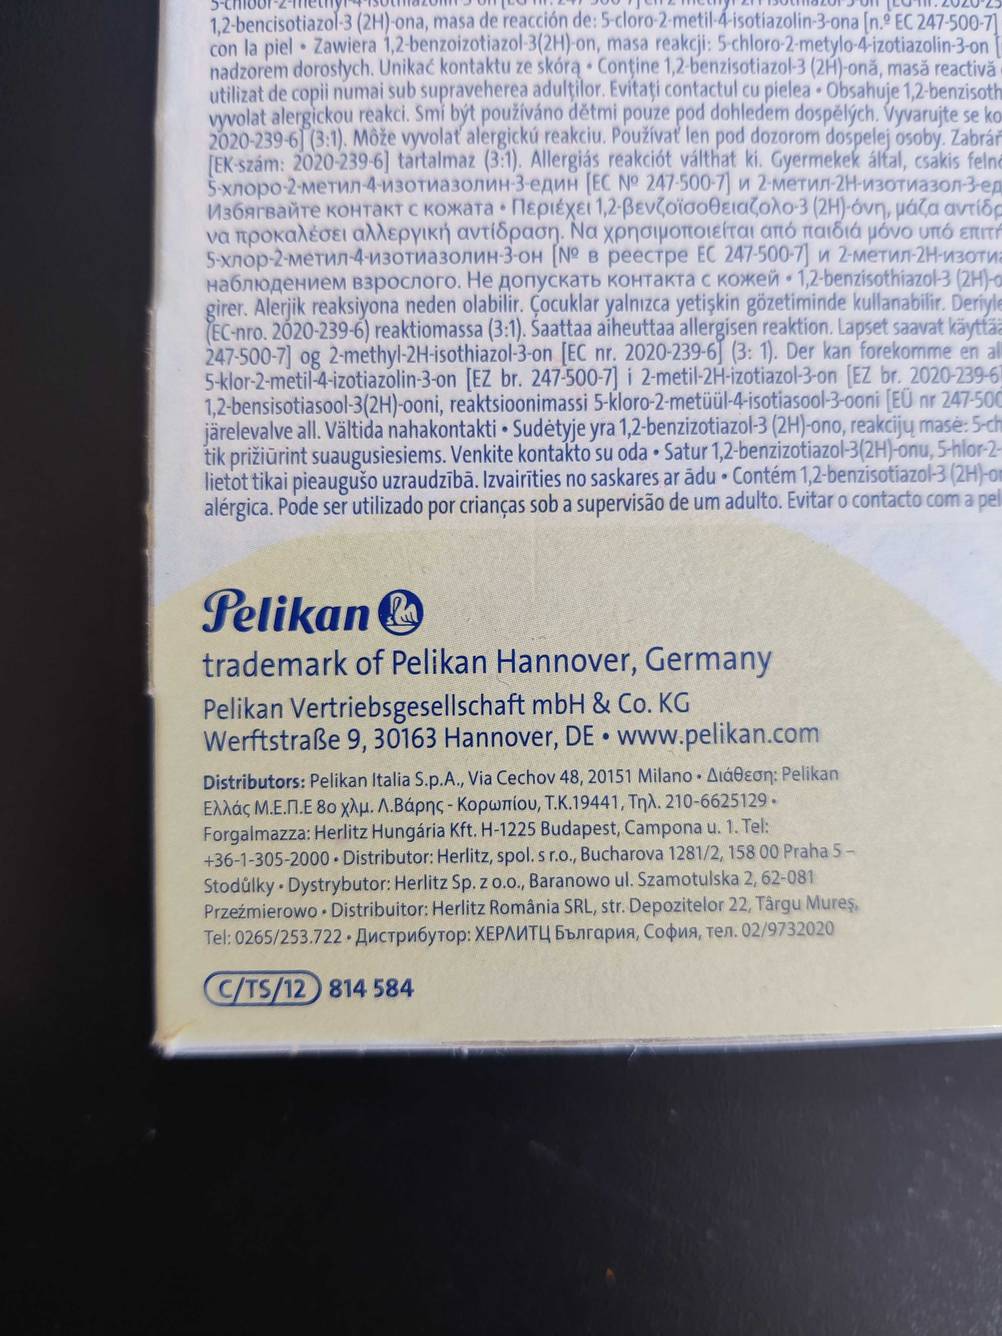 1,2-bencisotiazol-3 (2H)-ona, masa de reacción de: 5-cloro-2-metil-4-isotiazolin-3-ona [n.º EC 247-500-7]
con la piel • Zawiera 1,2-benzoizotiazol-3(2H)-on, masa reakcji: 5-chloro-2-metylo-4-izotiazolin-3-on
nadzorem dorosłych. Unikać kontaktu ze skórą • Conține 1,2-benzisotiazol-3 (2H)-onă, masă reactivă
utilizat de copii numai sub supraveherea adulților. Evitați contactul cu pielea • Obsahuje 1,2-benzisoth
vyvolat alergickou reakci. Smí být používáno dětmi pouze pod dohledem dospělých. Vyvarujte se ko
2020-239-6] (3:1). Môže vyvolať alergickú reakciu. Používať len pod dozorom dospelej osoby. Zabrár
[EK-szám: 2020-239-6] tartalmaz (3:1). Allergiás reakciót válthat ki. Gyermekek által, csakis felne
5-хлоро-2-метил-4-изотиазолин-3-един [ЕС № 247-500-7] и 2-метил-2Н-изотиазол-3-ед
Избягвайте контакт с кожата • Περιέχει 1,2-βενζοϊσοθειαζολο-3 (2H)-όνη, μάζα αντίδρ
να προκαλέσει αλλεργική αντίδραση. Να χρησιμοποιείται από παιδιά μόνο υπό επιτή
5-хлор-2-метил-4-изотиазолин-3-он [№ в реестре ЕС 247-500-7] и 2-метил-2Н-изоти
наблюдением взрослого. Не допускать контакта с кожей • 1,2-benzisothiazol-3 (2H)-o
girer. Alerjik reaksiyona neden olabilir. Çocuklar yalnızca yetişkin gözetiminde kullanabilir. Deriyle
(EC-nro. 2020-239-6) reaktiomassa (3:1). Saattaa aiheuttaa allergisen reaktion. Lapset saavat käyttä
247-500-7] og 2-methyl-2H-isothiazol-3-on [EC nr. 2020-239-6] (3: 1). Der kan forekomme en al
5-klor-2-metil-4-izotiazolin-3-on [EZ br. 247-500-7] i 2-metil-2H-izotiazol-3-on [EZ br. 2020-239-6]
1,2-bensisotiasool-3(2H)-ooni, reaktsioonimassi 5-kloro-2-metüül-4-isotiasool-3-ooni [EÜ nr 247-500
järelevalve all. Vältida nahakontakti • Sudėtyje yra 1,2-benzizotiazol-3 (2H)-ono, reakcijų masė: 5-ch
tik prižiūrint suaugusiesiems. Venkite kontakto su oda • Satur 1,2-benzizotiazol-3(2H)-onu, 5-hlor-2-
lietot tikai pieaugušo uzraudzībā. Izvairīties no saskares ar ādu • Contém 1,2-benzisotiazol-3 (2H)-o
alérgica. Pode ser utilizado por crianças sob a supervisão de um adulto. Evitar o contacto com a pel
Pelikan
trademark of Pelikan Hannover, Germany
Pelikan Vertriebsgesellschaft mbH & Co. KG
Werftstraße 9, 30163 Hannover, DE • www.pelikan.com
Distributors: Pelikan Italia S.p.A., Via Cechov 48, 20151 Milano • Διάθεση: Pelikan
Ελλάς Μ.Ε.Π.Ε 8ο χλμ. Λ.Βάρης - Κορωπίου, Τ.Κ.19441, Τηλ. 210-6625129 •
Forgalmazza: Herlitz Hungária Kft. H-1225 Budapest, Campona u. 1. Tel:
+36-1-305-2000 • Distributor: Herlitz, spol. s r.o., Bucharova 1281/2, 158 00 Praha 5 –
Stodůlky • Dystrybutor: Herlitz Sp. z o.o., Baranowo ul. Szamotulska 2, 62-081
Przeźmierowo • Distribuitor: Herlitz România SRL, str. Depozitelor 22, Târgu Mureș,
Tel: 0265/253.722 • Дистрибутор: ХЕРЛИТЦ България, София, тел. 02/9732020
C/TS/12 814 584